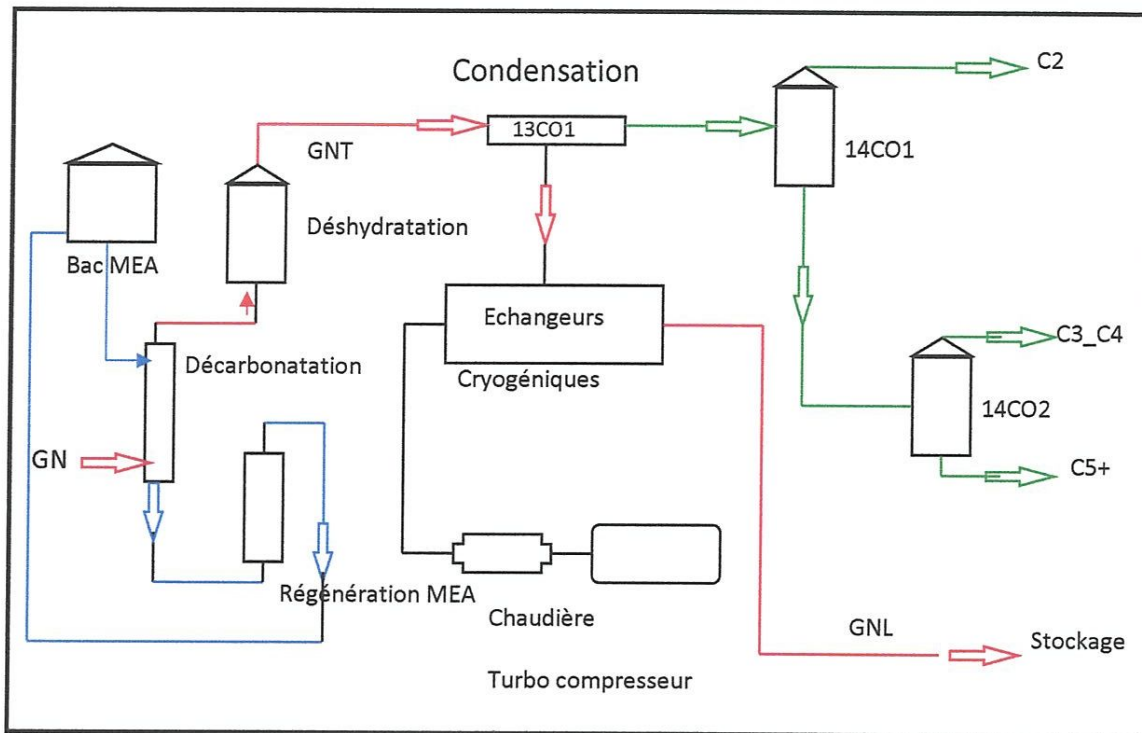 C2
Condensation
13CO1
GNT
14CO1
Déshydratation
Bac MEA
Echangeurs
Cryogéniques
C3_C4
Décarbonatation
14CO2
GN
C5+
Régénération MEA
Chaudière
GNL
Stockage
Turbo compresseur